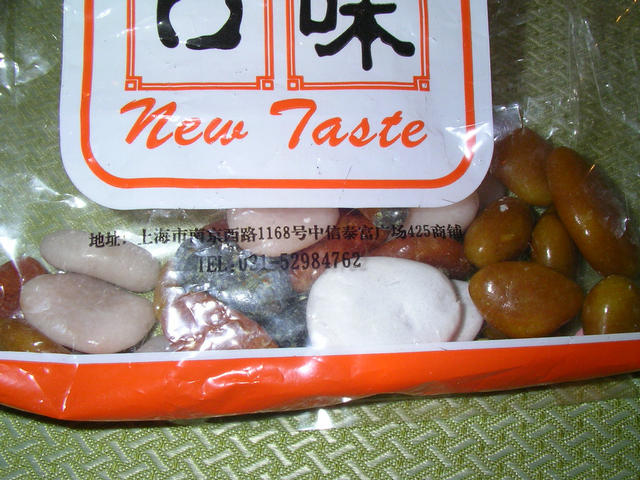 口味
New Taste
地址: 上海市南京西路1168号中信泰富广场425商铺
TEL:021-52984762